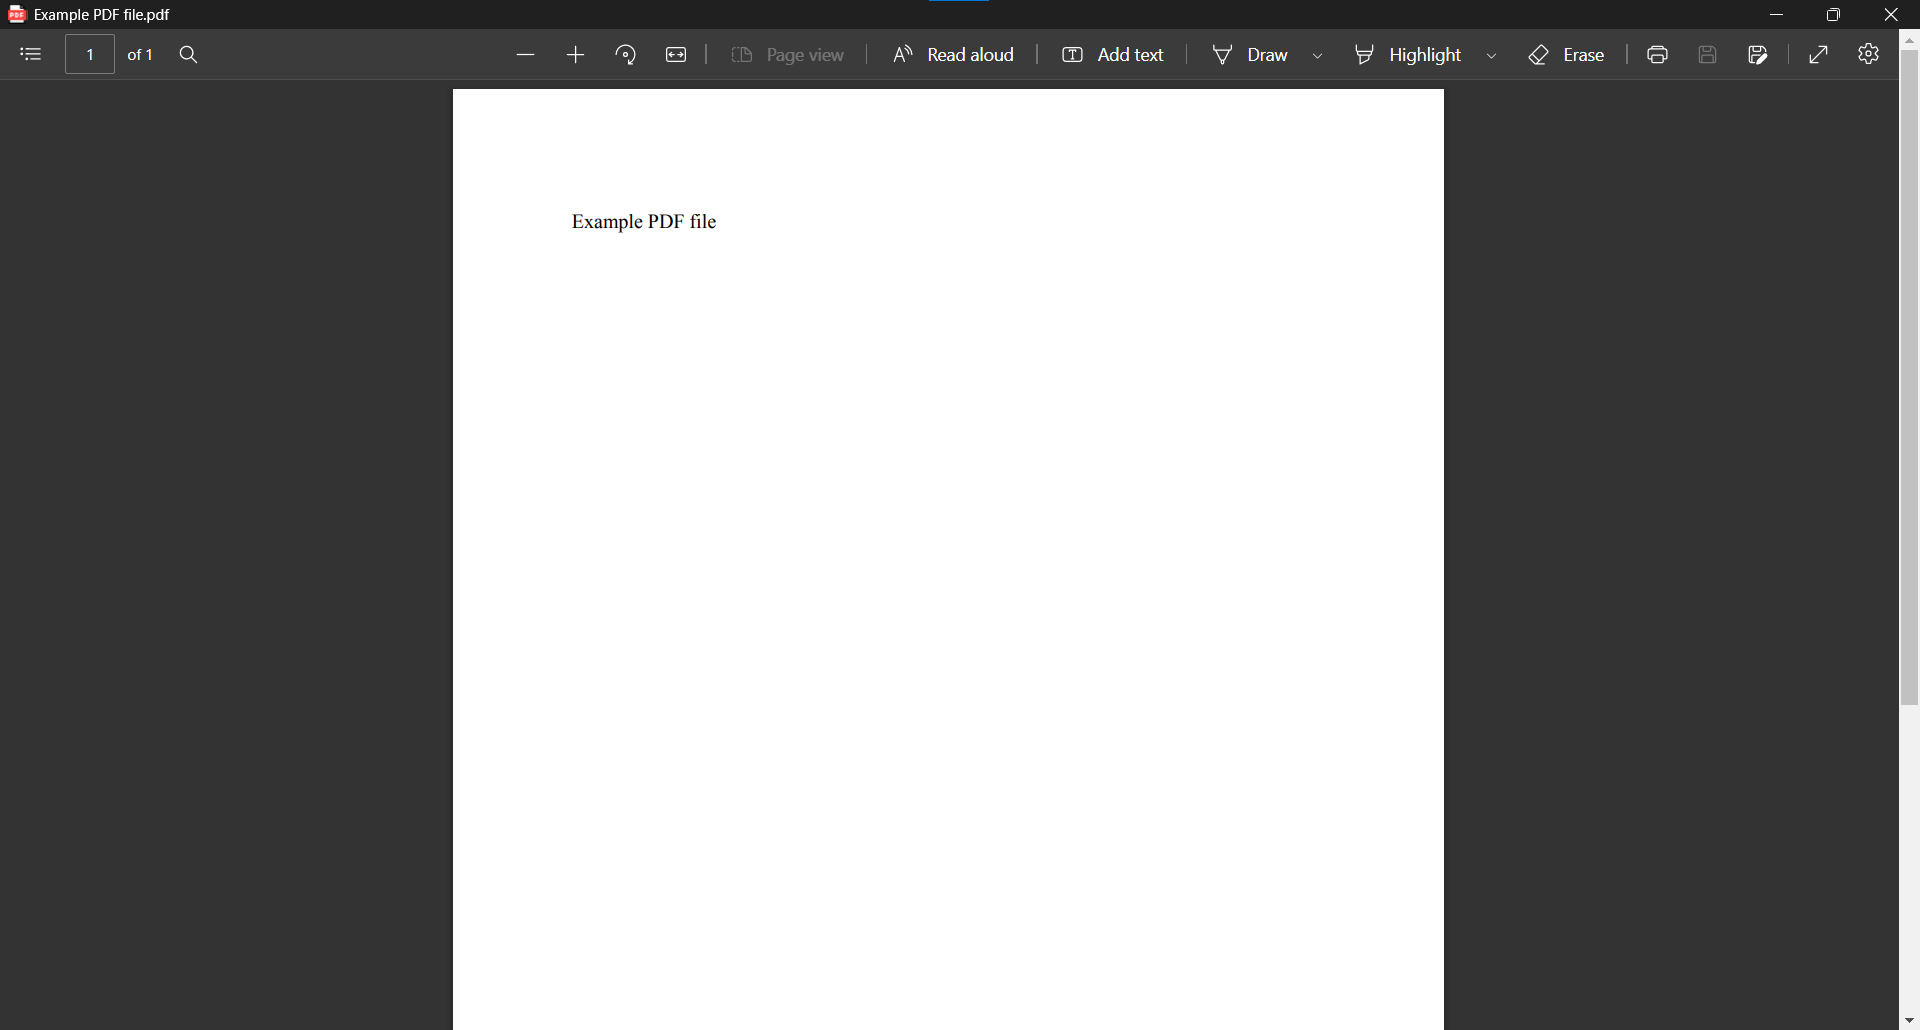 Example PDF file.pdf
1 of 1 Page view Read aloud Add text Draw Highlight Erase
Example PDF file